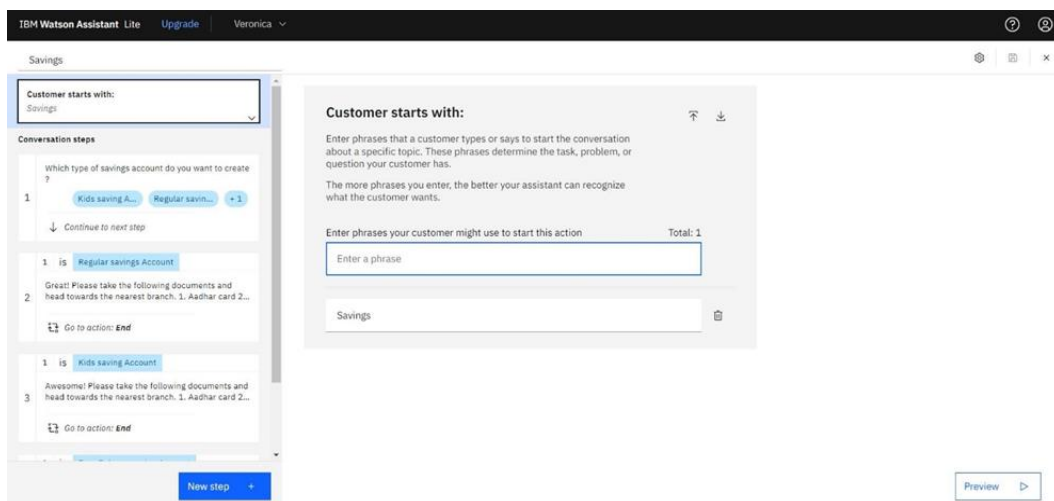 IBM Watson Assistant Lite Upgrade Veronica
Savings
Customer starts with:
Savings
Conversation steps
Which type of savings account do you want to create
?
1
Kids saving A... Regular savin... + 1
Continue to next step
1 is Regular savings Account
Great! Please take the following documents and
2
head towards the nearest branch. 1. Aadhar card 2...
Go to action: End
1 is Kids saving Account
Awesome! Please take the following documents and
3
head towards the nearest branch. 1. Aadhar card 2...
Go to action: End
New step +
Customer starts with:
Enter phrases that a customer types or says to start the conversation
about a specific topic. These phrases determine the task, problem, or
question your customer has.
The more phrases you enter, the better your assistant can recognize
what the customer wants.
Enter phrases your customer might use to start this action Total: 1
Enter a phrase
Savings
Preview